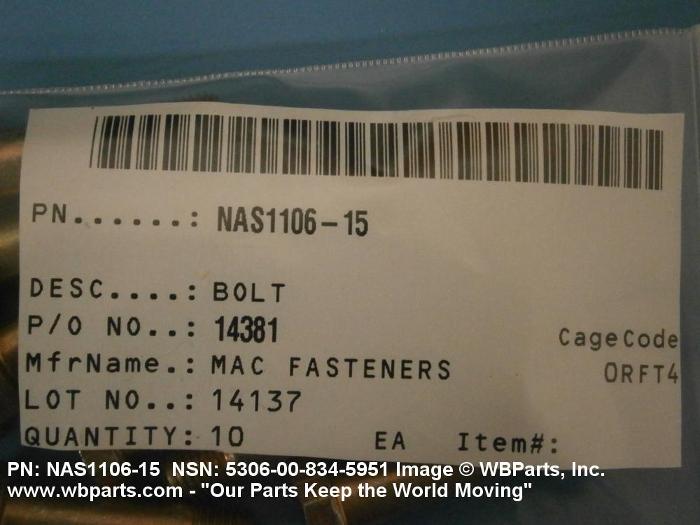 PN......: NAS1106-15
DESC....: BOLT
P/O NO..: 14381
CageCode
MfrName.: MAC FASTENERS
0RFT4
LOT NO..: 14137
QUANTITY: 10 EA Item#:
PN: NAS1106-15 NSN: 5306-00-834-5951 Image © WBParts, Inc.
www.wbparts.com - "Our Parts Keep the World Moving"